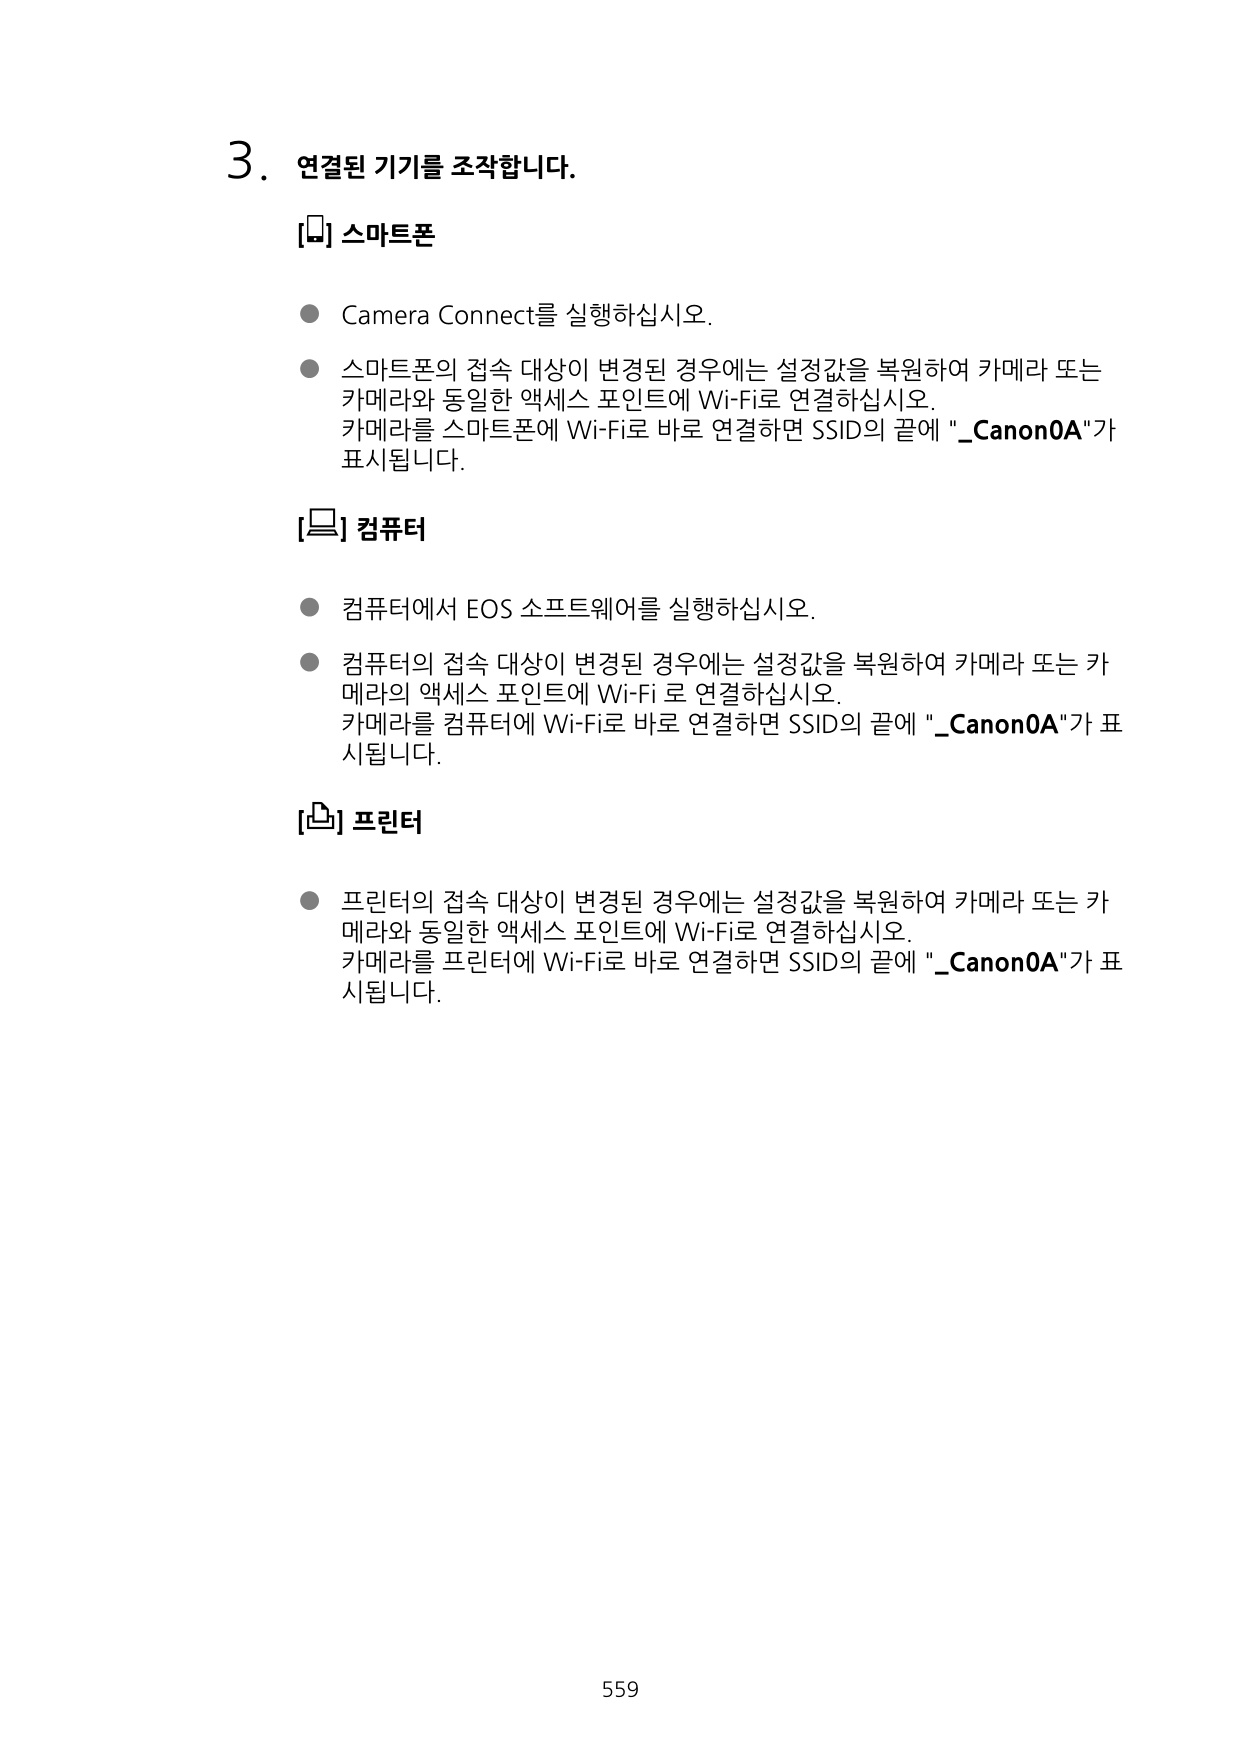 3. 연결된 기기를 조작합니다.
[] 스마트폰
● Camera Connect를 실행하십시오.
● 스마트폰의 접속 대상이 변경된 경우에는 설정값을 복원하여 카메라 또는
카메라와 동일한 액세스 포인트에 Wi-Fi로 연결하십시오.
카메라를 스마트폰에 Wi-Fi로 바로 연결하면 SSID의 끝에 "_Canon0A"가
표시됩니다.
[] 컴퓨터
● 컴퓨터에서 EOS 소프트웨어를 실행하십시오.
● 컴퓨터의 접속 대상이 변경된 경우에는 설정값을 복원하여 카메라 또는 카
메라의 액세스 포인트에 Wi-Fi 로 연결하십시오.
카메라를 컴퓨터에 Wi-Fi로 바로 연결하면 SSID의 끝에 "_Canon0A"가 표
시됩니다.
[] 프린터
● 프린터의 접속 대상이 변경된 경우에는 설정값을 복원하여 카메라 또는 카
메라와 동일한 액세스 포인트에 Wi-Fi로 연결하십시오.
카메라를 프린터에 Wi-Fi로 바로 연결하면 SSID의 끝에 "_Canon0A"가 표
시됩니다.
559